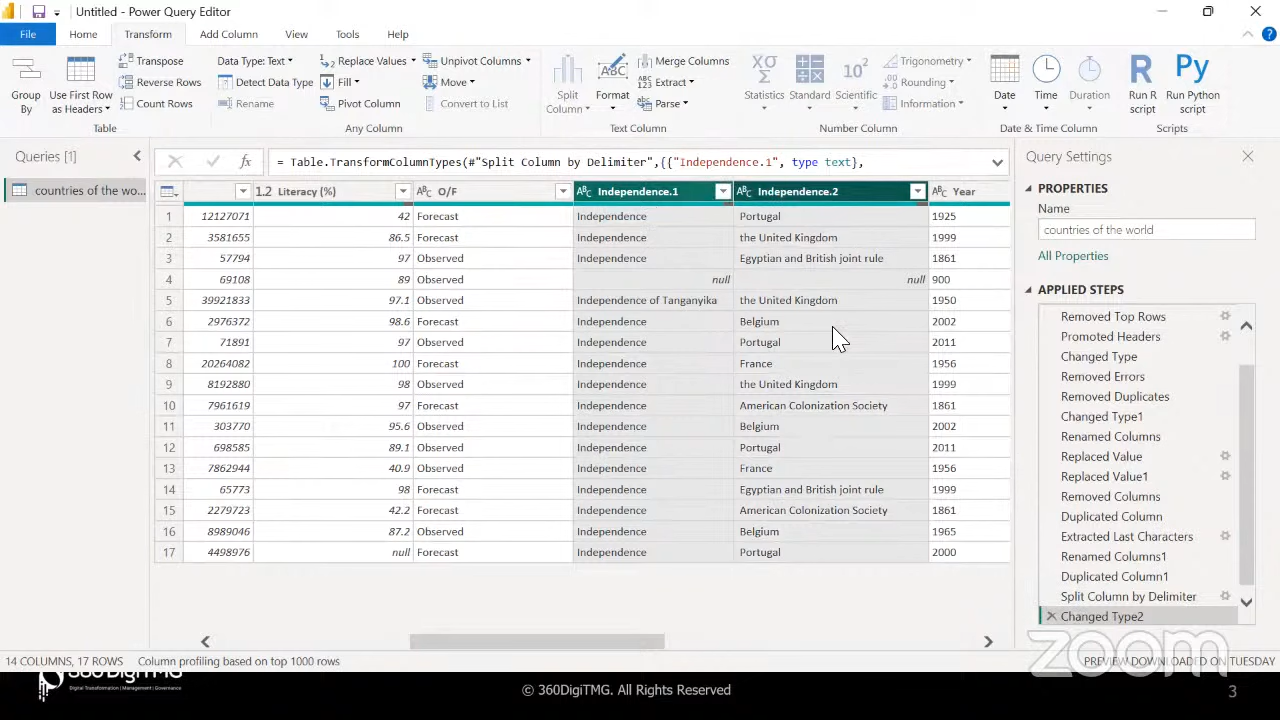 Untitled - Power Query Editor
File Home Transform Add Column View Tools Help
Group By
Use First Row as Headers
Transpose
Reverse Rows
Count Rows
Table
Data Type: Text
Detect Data Type
Rename
Replace Values
Fill
Pivot Column
Unpivot Columns
Move
Convert to List
Any Column
Split Column
Format
Merge Columns
Extract
Parse
Text Column
Statistics
Standard
Scientific
Trigonometry
Rounding
Information
Number Column
Date
Time
Duration
Date & Time Column
Run R script
Run Python script
Scripts
Queries [1]
countries of the wo...
= Table.TransformColumnTypes(#"Split Column by Delimiter",{{"Independence.1", type text},
1.2 Literacy (%) ABC O/F ABC Independence.1 ABC Independence.2 ABC Year
1 12127071 42 Forecast Independence Portugal 1925
2 3581655 86.5 Forecast Independence the United Kingdom 1999
3 57794 97 Observed Independence Egyptian and British joint rule 1861
4 69108 89 Observed null null 900
5 39921833 97.1 Observed Independence of Tanganyika the United Kingdom 1950
6 2976372 98.6 Forecast Independence Belgium 2002
7 71891 97 Observed Independence Portugal 2011
8 20264082 100 Forecast Independence France 1956
9 8192880 98 Observed Independence the United Kingdom 1999
10 7961619 97 Forecast Independence American Colonization Society 1861
11 303770 95.6 Observed Independence Belgium 2002
12 698585 89.1 Observed Independence Portugal 2011
13 7862944 40.9 Observed Independence France 1956
14 65773 98 Forecast Independence Egyptian and British joint rule 1999
15 2279723 42.2 Forecast Independence American Colonization Society 1861
16 8989046 87.2 Observed Independence Belgium 1965
17 4498976 null Forecast Independence Portugal 2000
Query Settings
PROPERTIES
Name
countries of the world
All Properties
APPLIED STEPS
Removed Top Rows
Promoted Headers
Changed Type
Removed Errors
Removed Duplicates
Changed Type1
Renamed Columns
Replaced Value
Replaced Value1
Removed Columns
Duplicated Column
Extracted Last Characters
Renamed Columns1
Duplicated Column1
Split Column by Delimiter
Changed Type2
zoom
14 COLUMNS, 17 ROWS Column profiling based on top 1000 rows PREVIEW DOWNLOADED ON TUESDAY
360DigiTMG
Digital Transformation | Management | Governance
© 360DigiTMG. All Rights Reserved
3